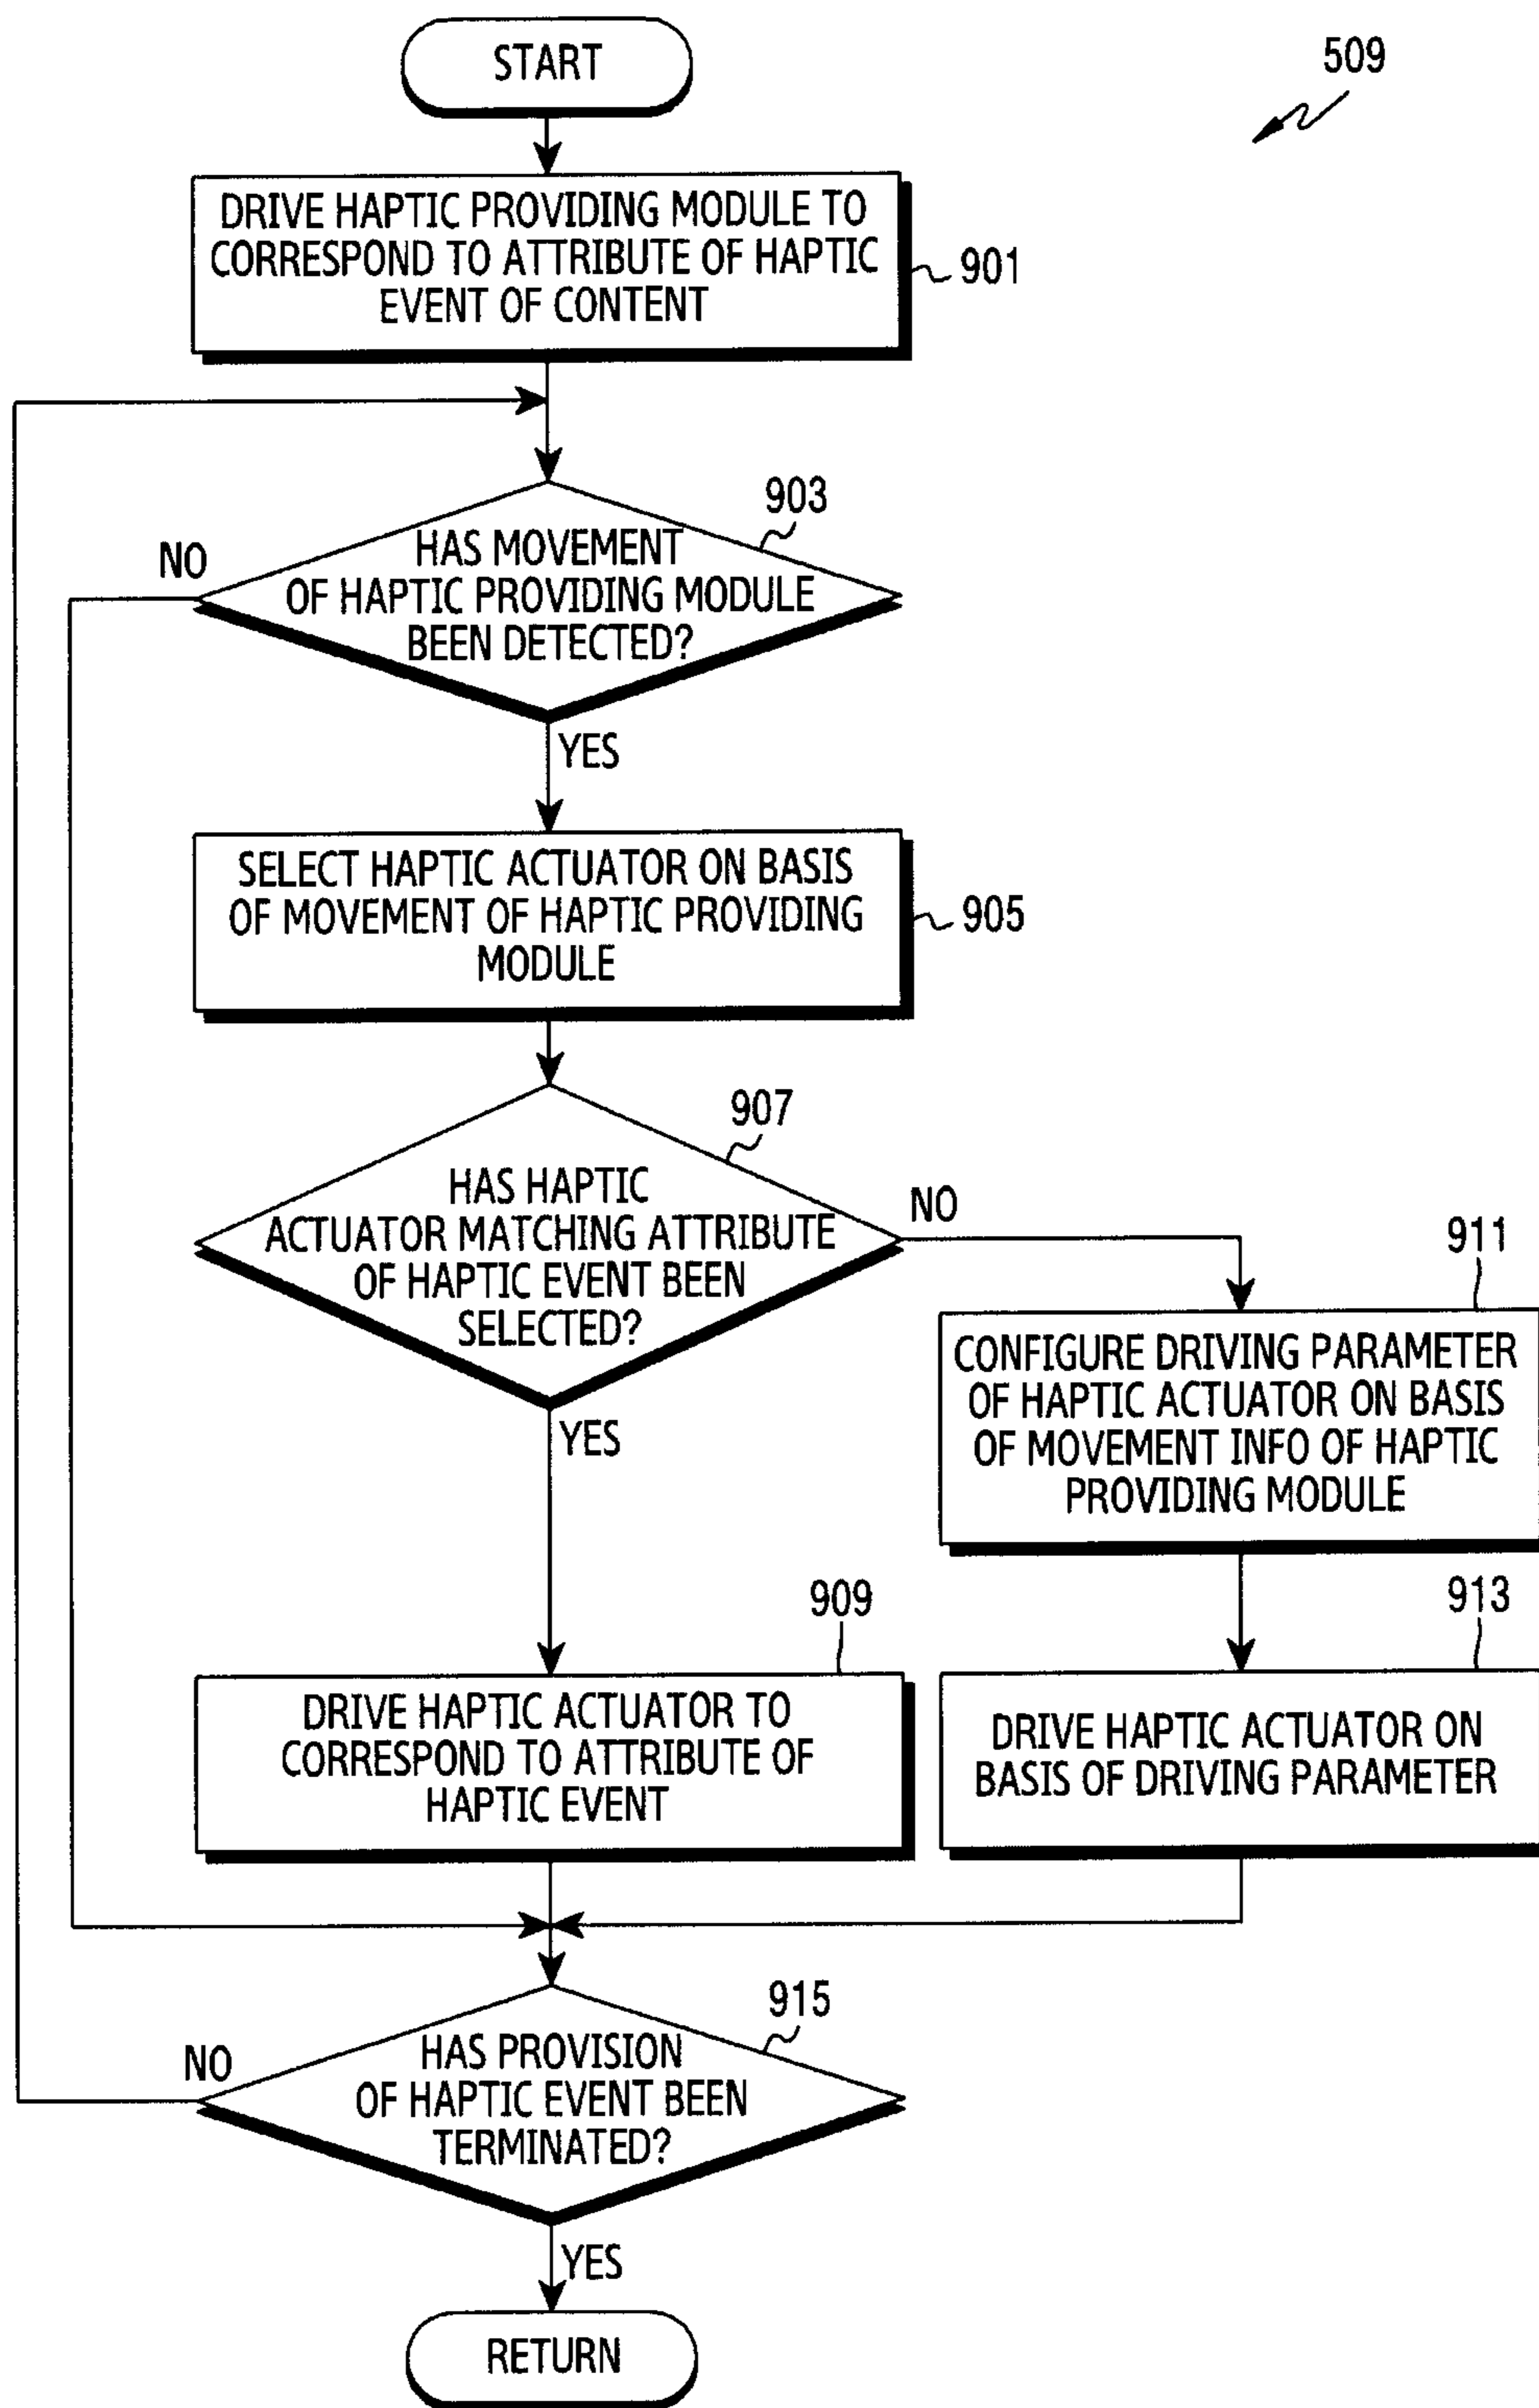 START
509
DRIVE HAPTIC PROVIDING MODULE TO
CORRESPOND TO ATTRIBUTE OF HAPTIC
EVENT OF CONTENT
901
903
NO
HAS MOVEMENT
OF HAPTIC PROVIDING MODULE
BEEN DETECTED?
YES
SELECT HAPTIC ACTUATOR ON BASIS
OF MOVEMENT OF HAPTIC PROVIDING
MODULE
905
907
HAS HAPTIC
ACTUATOR MATCHING ATTRIBUTE
OF HAPTIC EVENT BEEN
SELECTED?
NO
YES
911
CONFIGURE DRIVING PARAMETER
OF HAPTIC ACTUATOR ON BASIS
OF MOVEMENT INFO OF HAPTIC
PROVIDING MODULE
909
DRIVE HAPTIC ACTUATOR TO
CORRESPOND TO ATTRIBUTE OF
HAPTIC EVENT
913
DRIVE HAPTIC ACTUATOR ON
BASIS OF DRIVING PARAMETER
915
NO
HAS PROVISION
OF HAPTIC EVENT BEEN
TERMINATED?
YES
RETURN